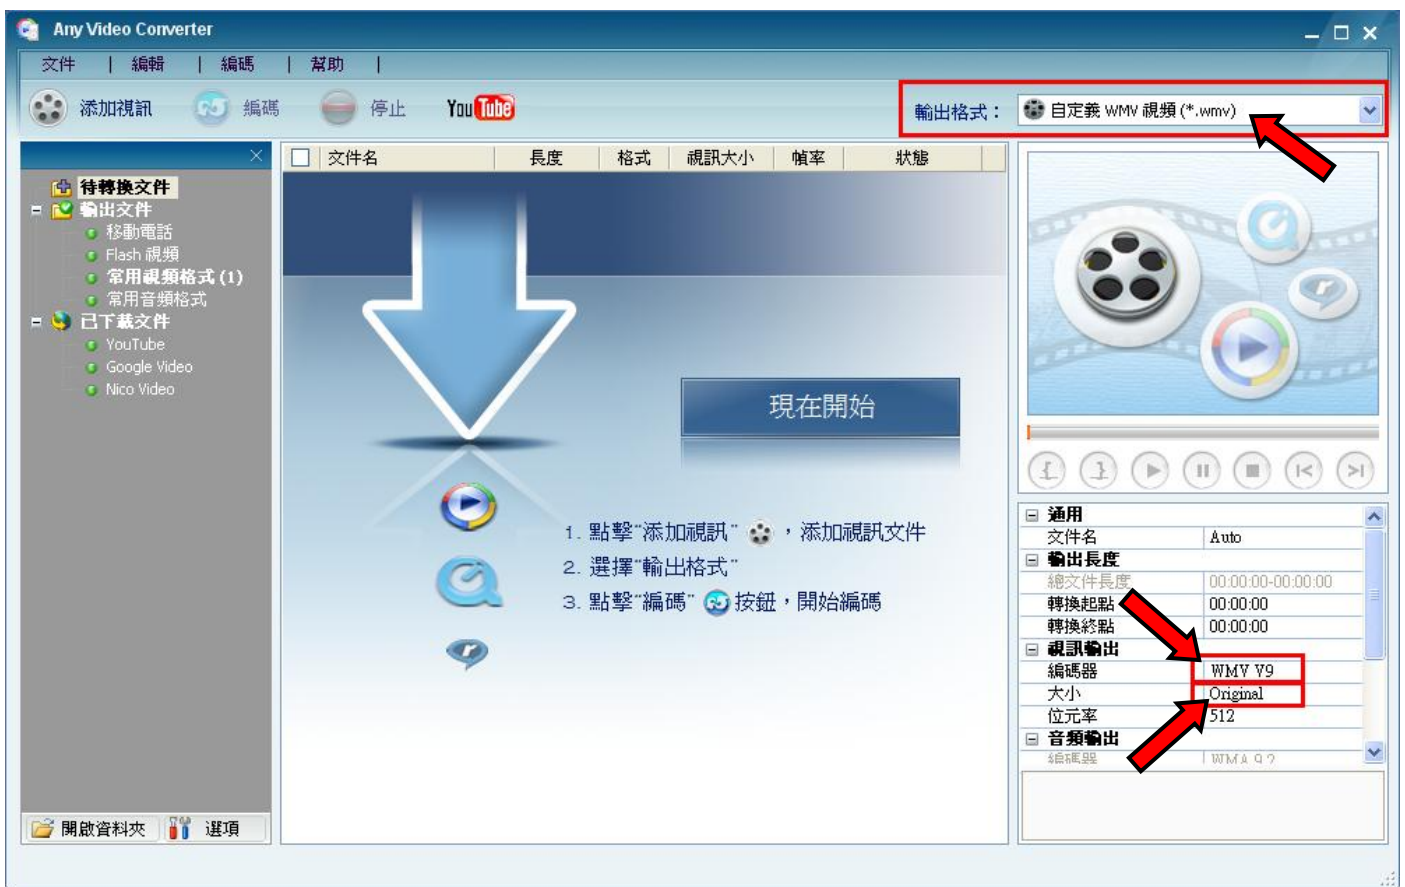 Any Video Converter
文件 | 編輯 | 編碼 | 幫助 |
添加視訊 編碼 停止 You Tube 輸出格式： 自定義 WMV 視頻 (*.wmv)
文件名 長度 格式 視訊大小 幀率 狀態
待轉換文件
輸出文件
移動電話
Flash 視頻
常用視頻格式 (1)
常用音頻格式
已下載文件
YouTube
Google Video
Nico Video
開啟資料夾 選項
現在開始
1. 點擊"添加視訊" ，添加視訊文件
2. 選擇"輸出格式"
3. 點擊"編碼" 按鈕，開始編碼
通用
文件名 Auto
輸出長度
總文件長度 00:00:00-00:00:00
轉換起點 00:00:00
轉換終點 00:00:00
視訊輸出
編碼器 WMV V9
大小 Original
位元率 512
音頻輸出
編碼器